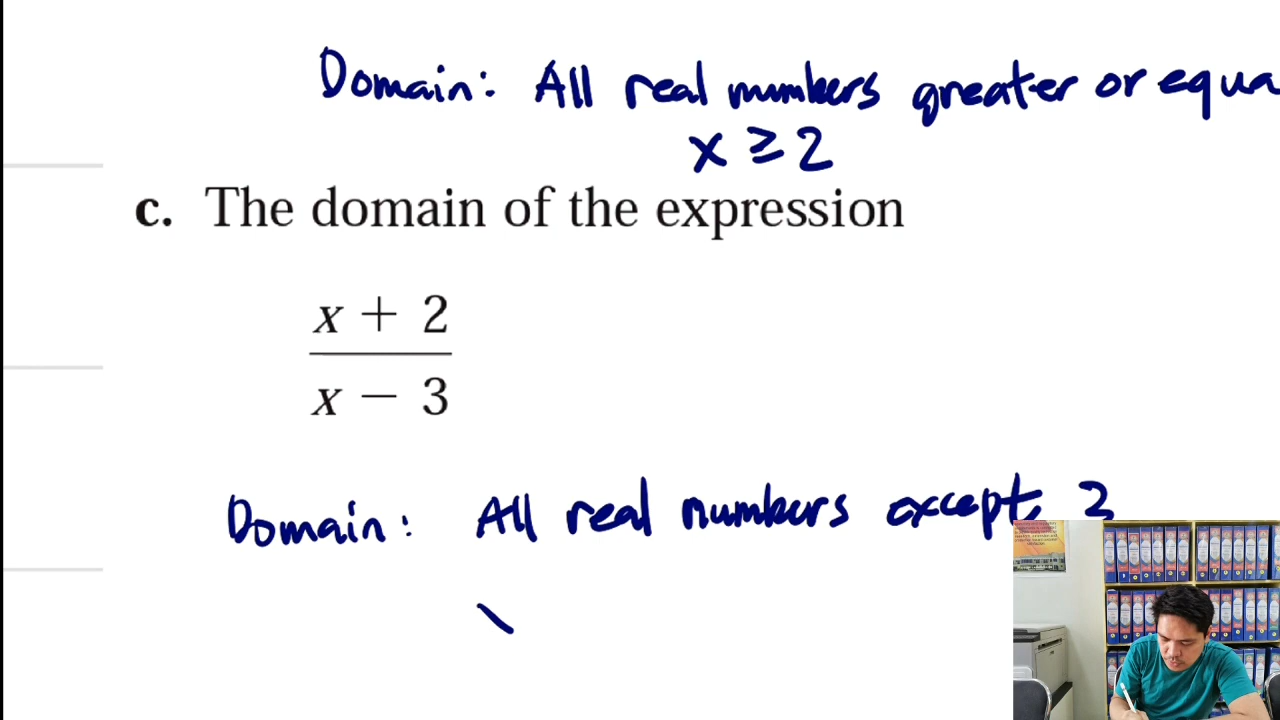 Domain: All real numbers greater or equa
x ≥ 2
c. The domain of the expression
x + 2
x − 3
Domain: All real numbers except 3